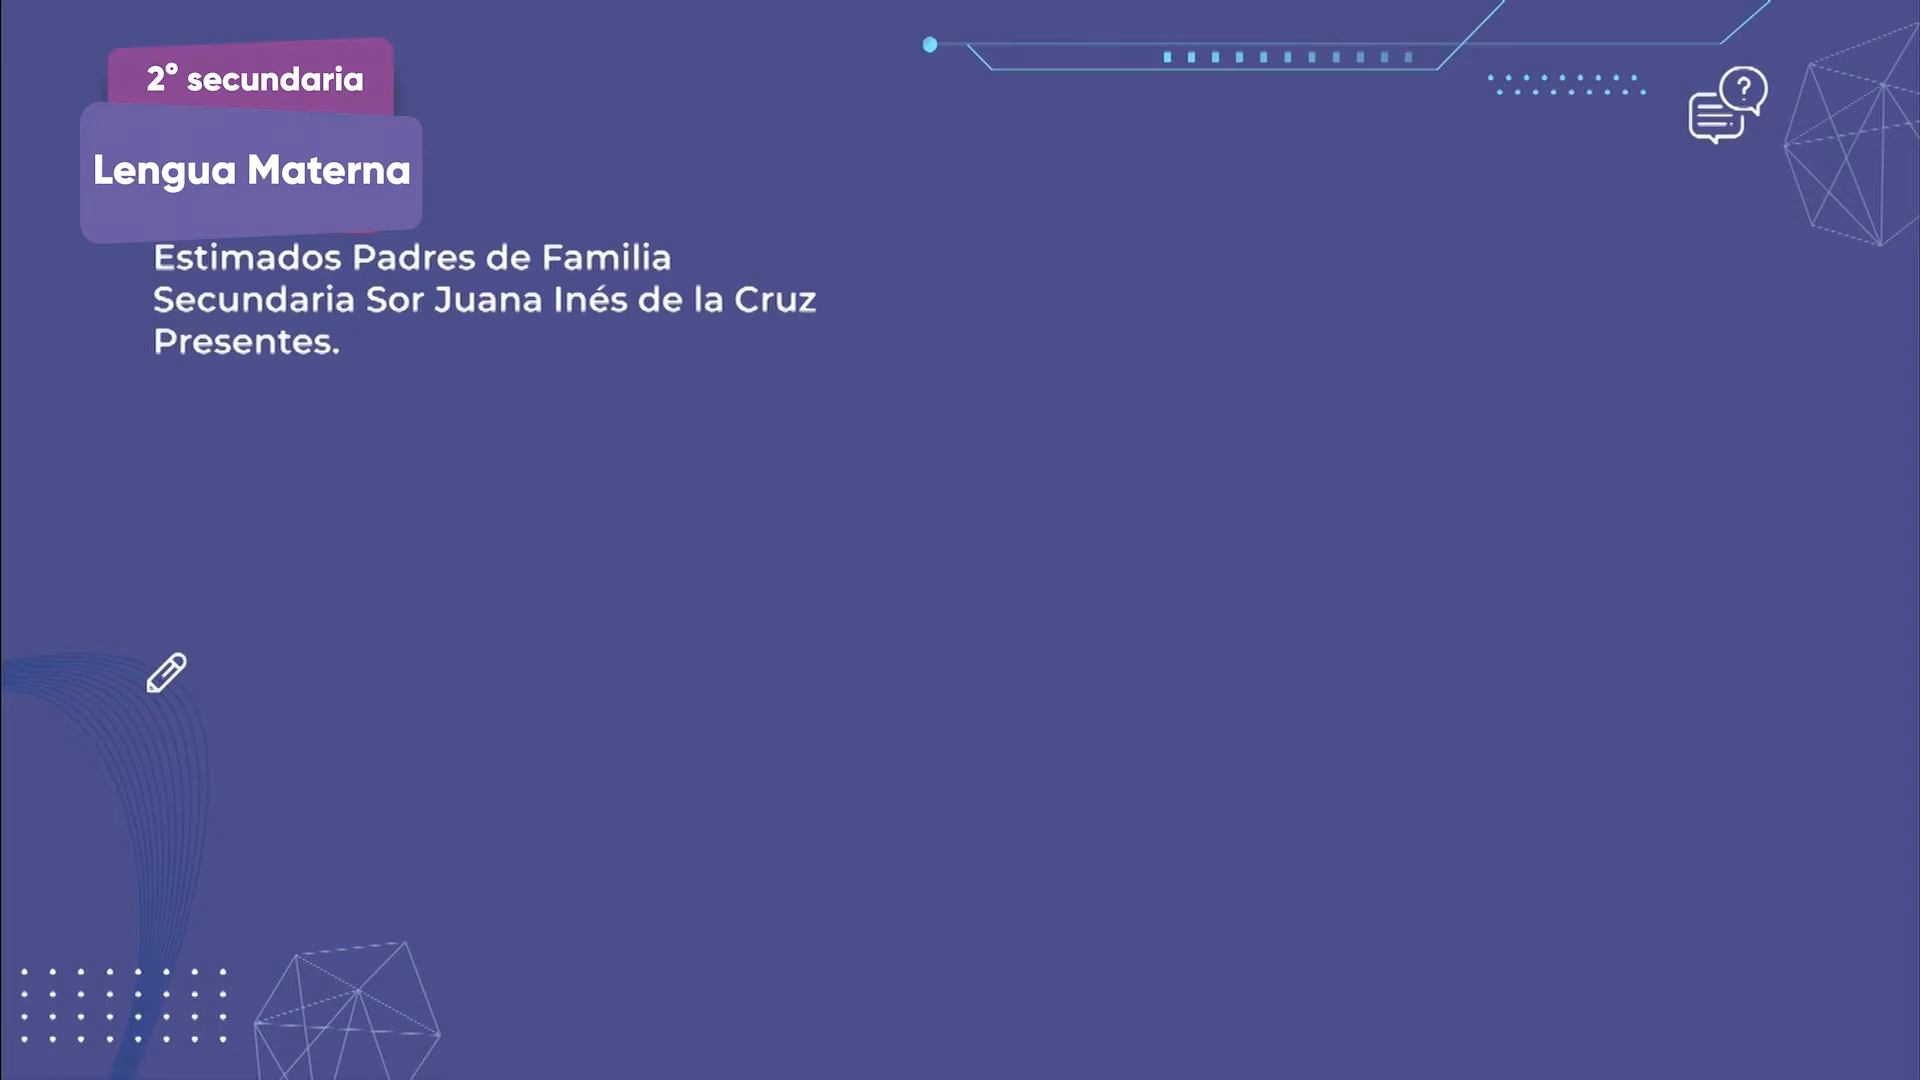 2° secundaria
Lengua Materna
Estimados Padres de Familia
Secundaria Sor Juana Inés de la Cruz
Presentes.
?